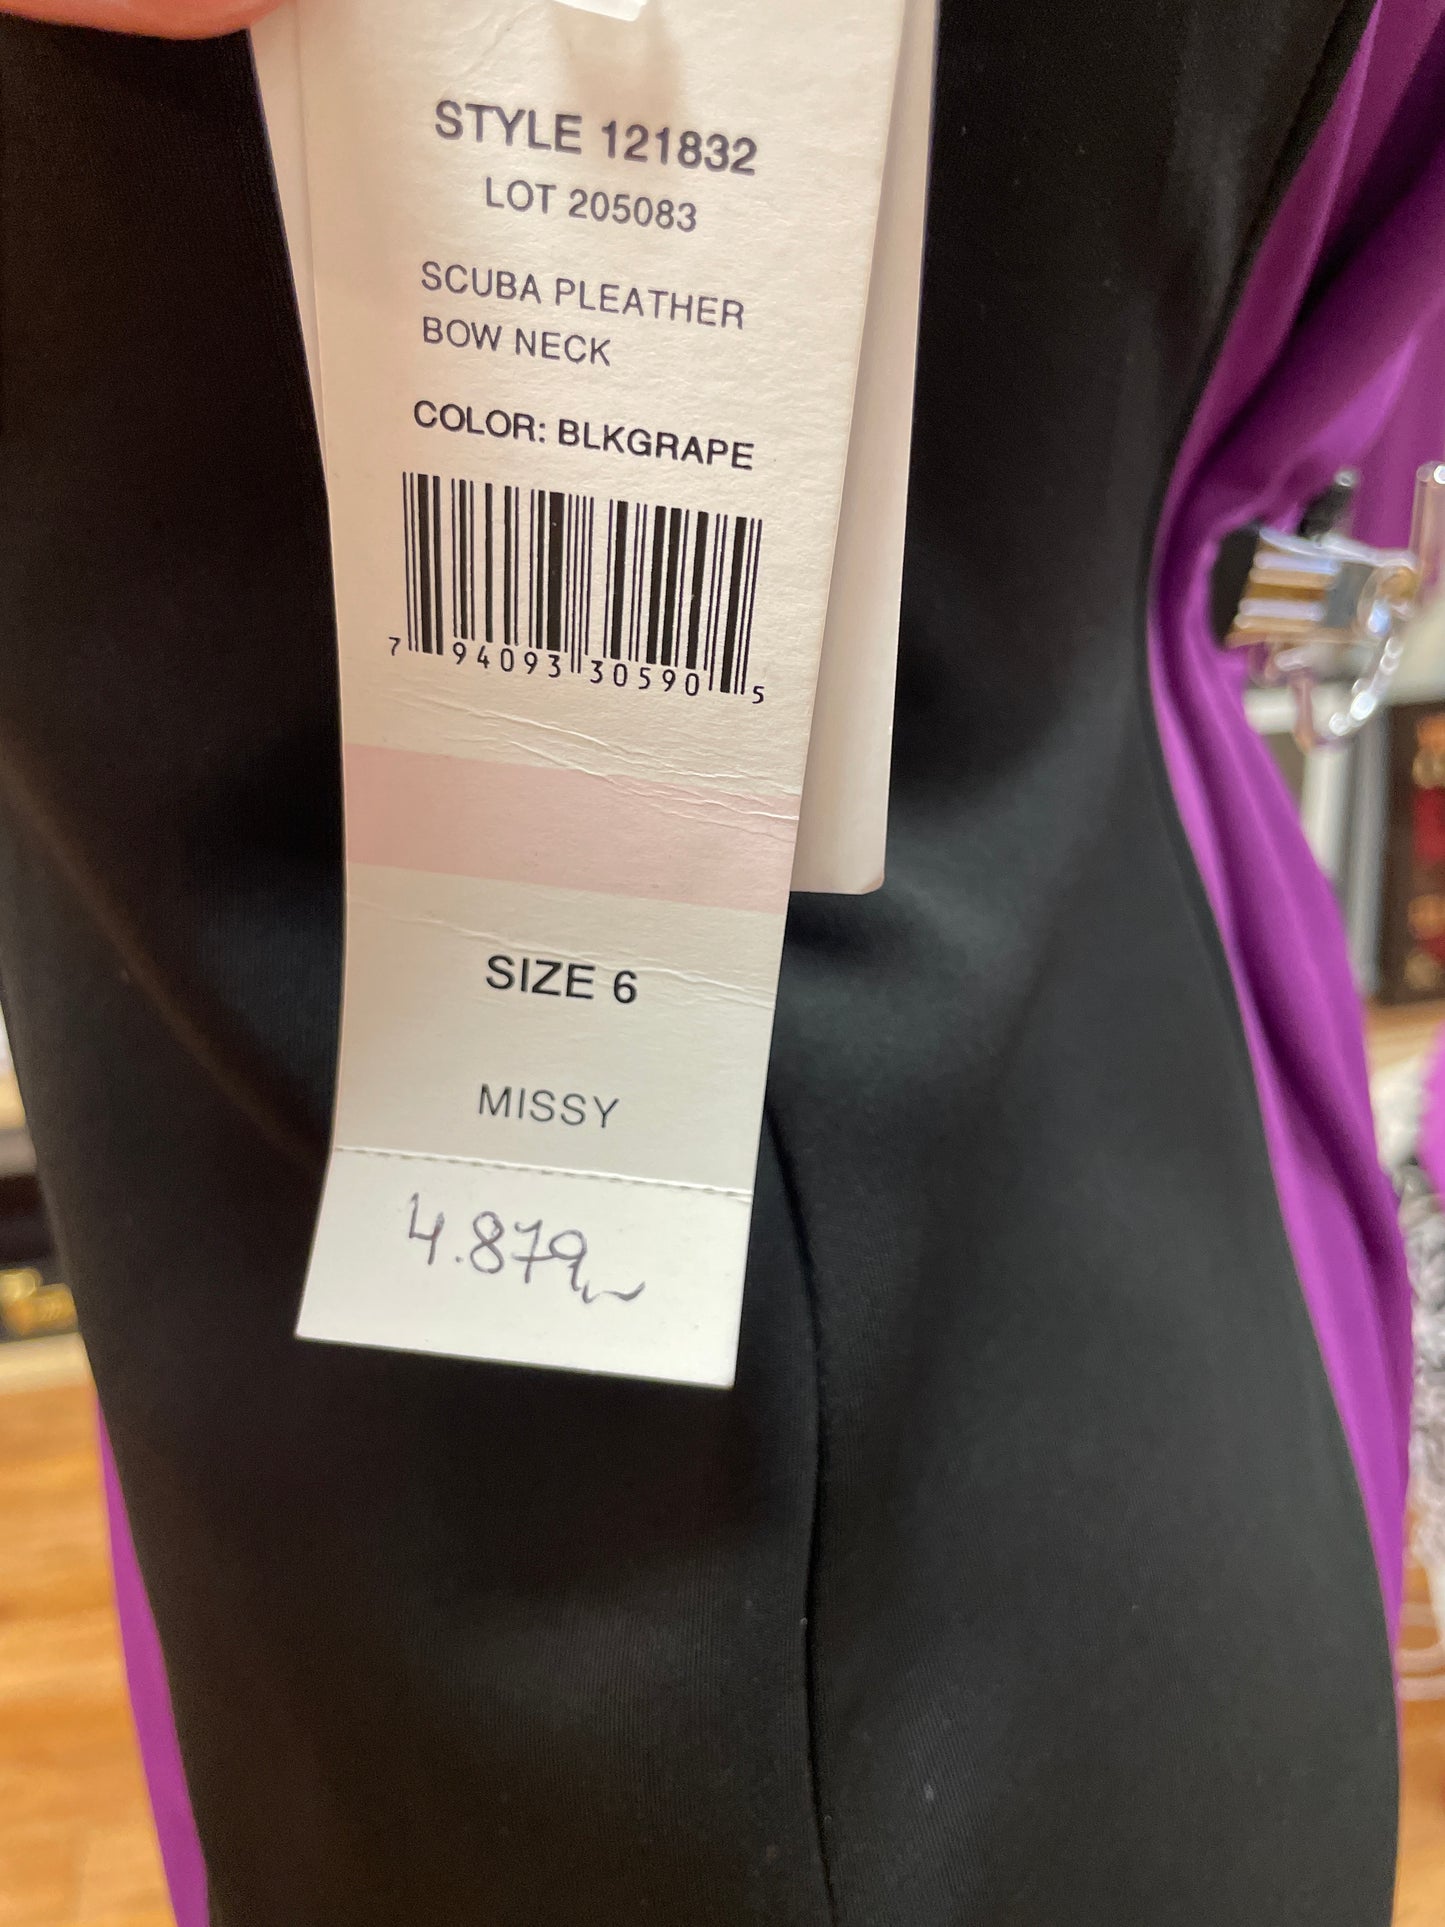 STYLE 121832
LOT 205083
SCUBA PLEATHER
BOW NECK
COLOR: BLKGRAPE
7 94093 30590 5
SIZE 6
MISSY
4.879,~